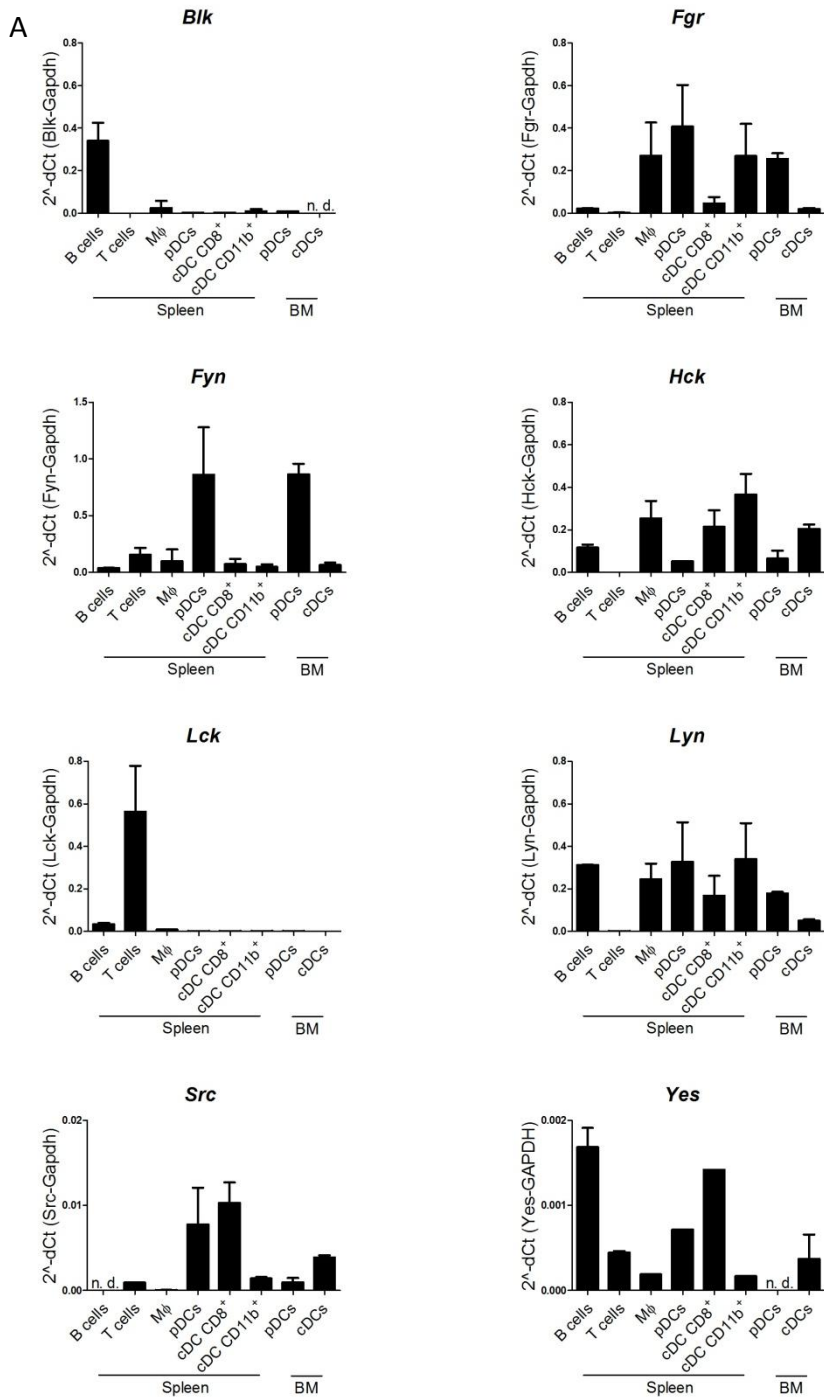 A
Blk
2^-dCt (Blk-Gapdh)
0.8
0.6
0.4
0.2
0.0
n. d.
B cells
T cells
Mϕ
pDCs
cDC CD8⁺
cDC CD11b⁺
pDCs
cDCs
Spleen
BM
Fgr
2^-dCt (Fgr-Gapdh)
0.8
0.6
0.4
0.2
0.0
B cells
T cells
Mϕ
pDCs
cDC CD8⁺
cDC CD11b⁺
pDCs
cDCs
Spleen
BM
Fyn
2^-dCt (Fyn-Gapdh)
1.5
1.0
0.5
0.0
B cells
T cells
Mϕ
pDCs
cDC CD8⁺
cDC CD11b⁺
pDCs
cDCs
Spleen
BM
Hck
2^-dCt (Hck-Gapdh)
0.8
0.6
0.4
0.2
0.0
B cells
T cells
Mϕ
pDCs
cDC CD8⁺
cDC CD11b⁺
pDCs
cDCs
Spleen
BM
Lck
2^-dCt (Lck-Gapdh)
0.8
0.6
0.4
0.2
0.0
B cells
T cells
Mϕ
pDCs
cDC CD8⁺
cDC CD11b⁺
pDCs
cDCs
Spleen
BM
Lyn
2^-dCt (Lyn-Gapdh)
0.8
0.6
0.4
0.2
0.0
B cells
T cells
Mϕ
pDCs
cDC CD8⁺
cDC CD11b⁺
pDCs
cDCs
Spleen
BM
Src
2^-dCt (Src-Gapdh)
0.02
0.01
0.00
n. d.
B cells
T cells
Mϕ
pDCs
cDC CD8⁺
cDC CD11b⁺
pDCs
cDCs
Spleen
BM
Yes
2^-dCt (Yes-GAPDH)
0.002
0.001
0.000
n. d.
B cells
T cells
Mϕ
pDCs
cDC CD8⁺
cDC CD11b⁺
pDCs
cDCs
Spleen
BM